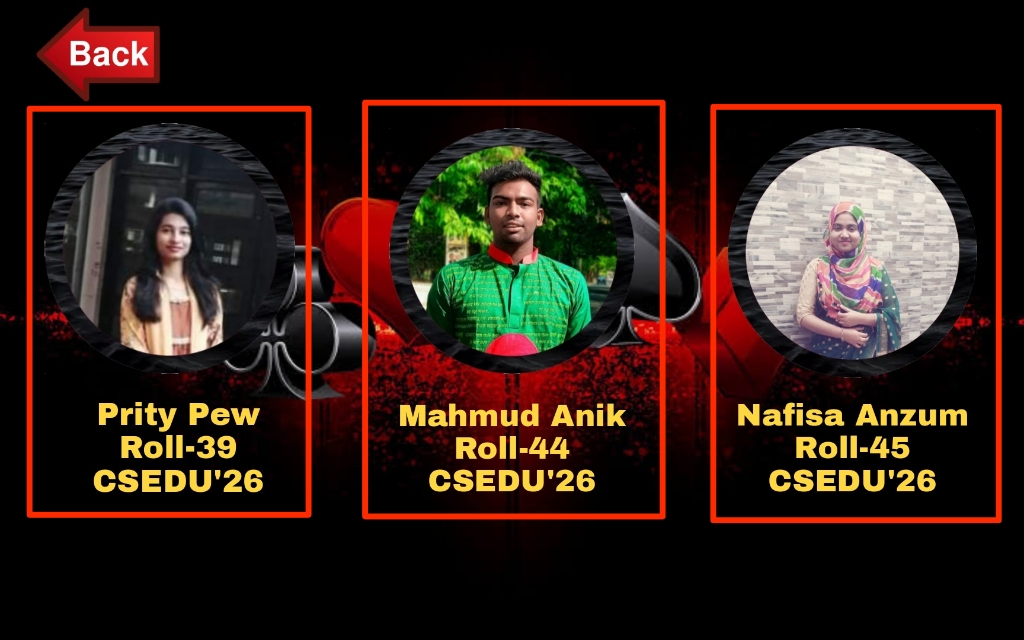 Back
Prity Pew
Roll-39
CSEDU'26
Mahmud Anik
Roll-44
CSEDU'26
Nafisa Anzum
Roll-45
CSEDU'26